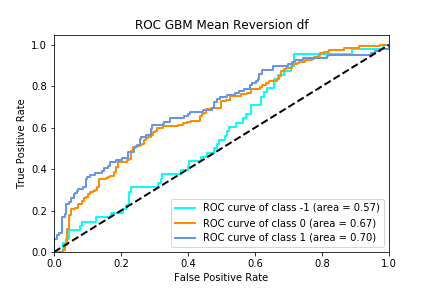 ROC GBM Mean Reversion df
True Positive Rate
1.0
0.8
0.6
0.4
0.2
0.0
ROC curve of class -1 (area = 0.57)
ROC curve of class 0 (area = 0.67)
ROC curve of class 1 (area = 0.70)
0.0 0.2 0.4 0.6 0.8 1.0
False Positive Rate